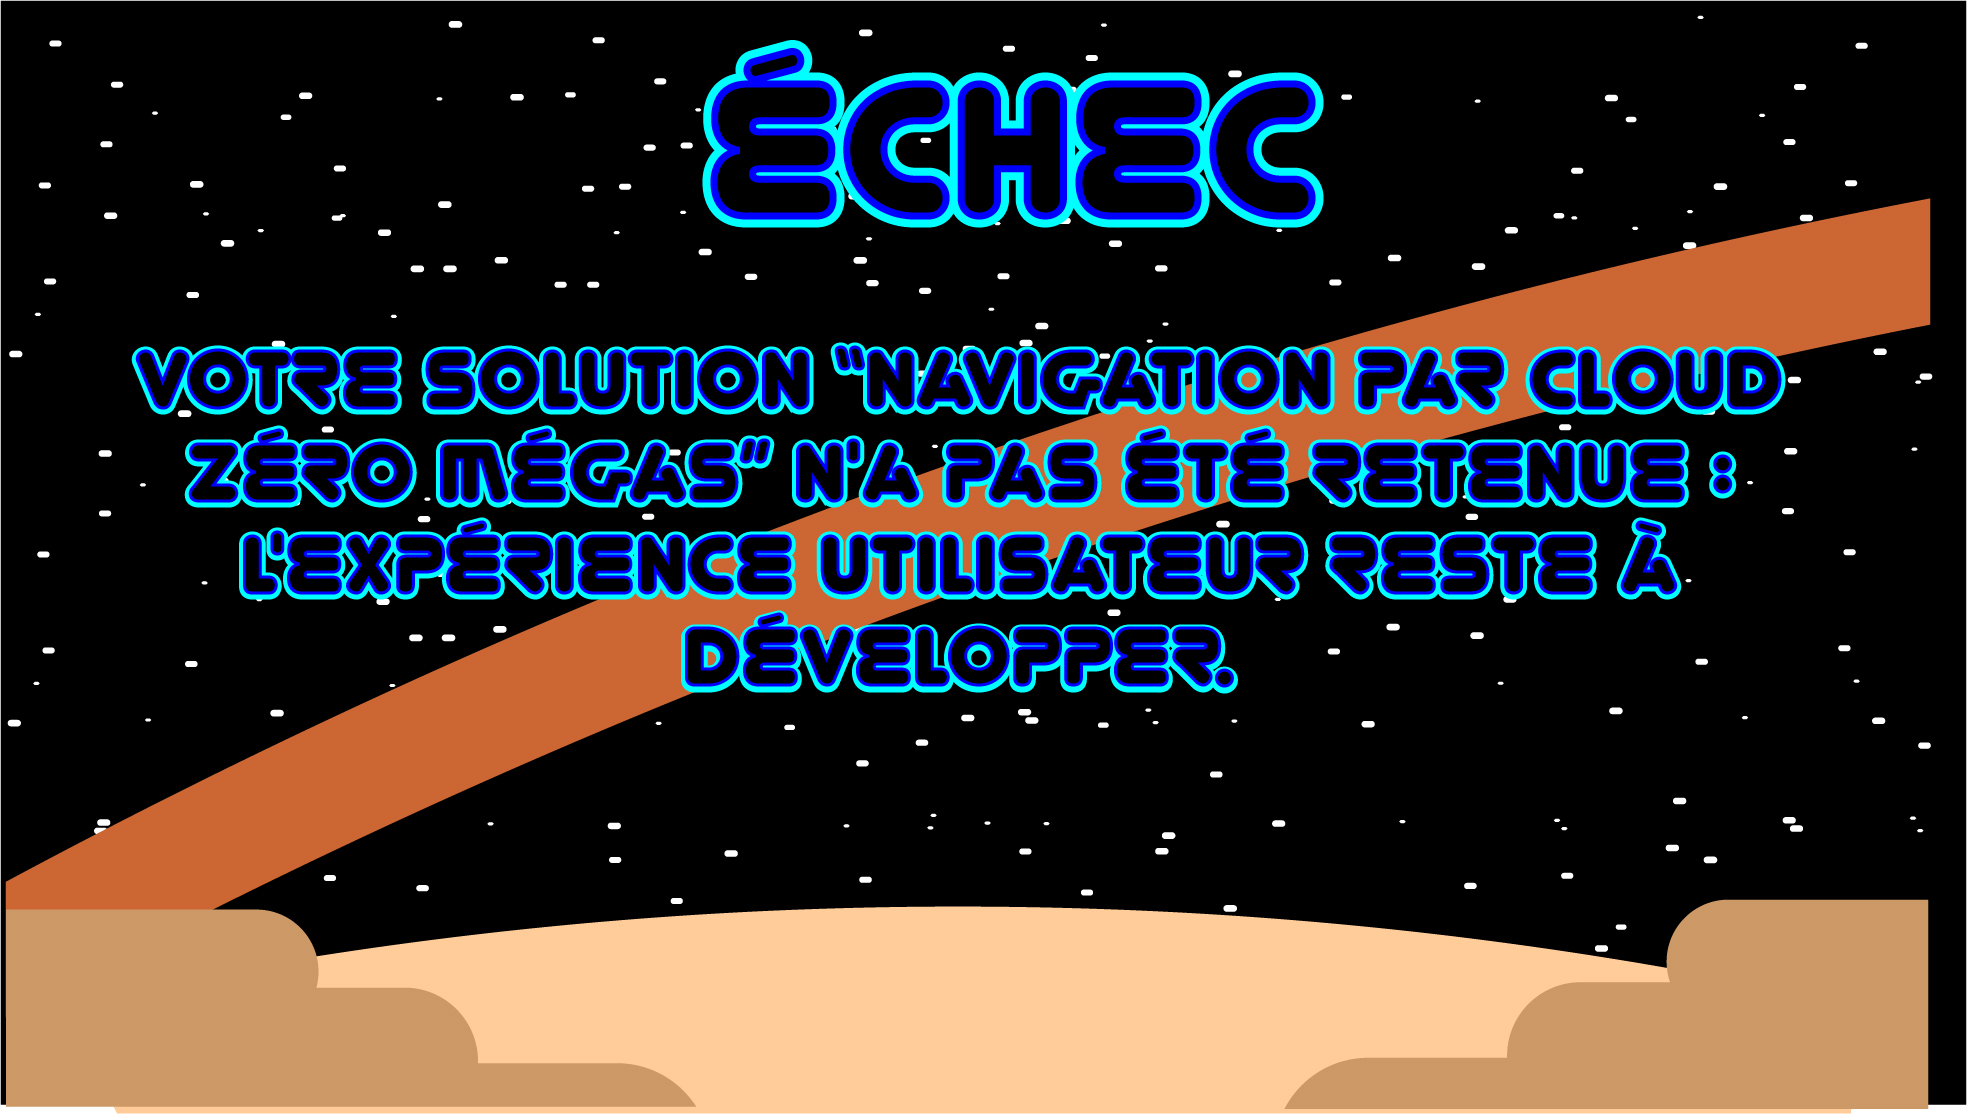 ÉCHEC
VOTRE SOLUTION “NAVIGATION PAR CLOUD
ZÉRO MÉGAS” N'A PAS ÉTÉ RETENUE :
L'EXPÉRIENCE UTILISATEUR RESTE À
DÉVELOPPER.